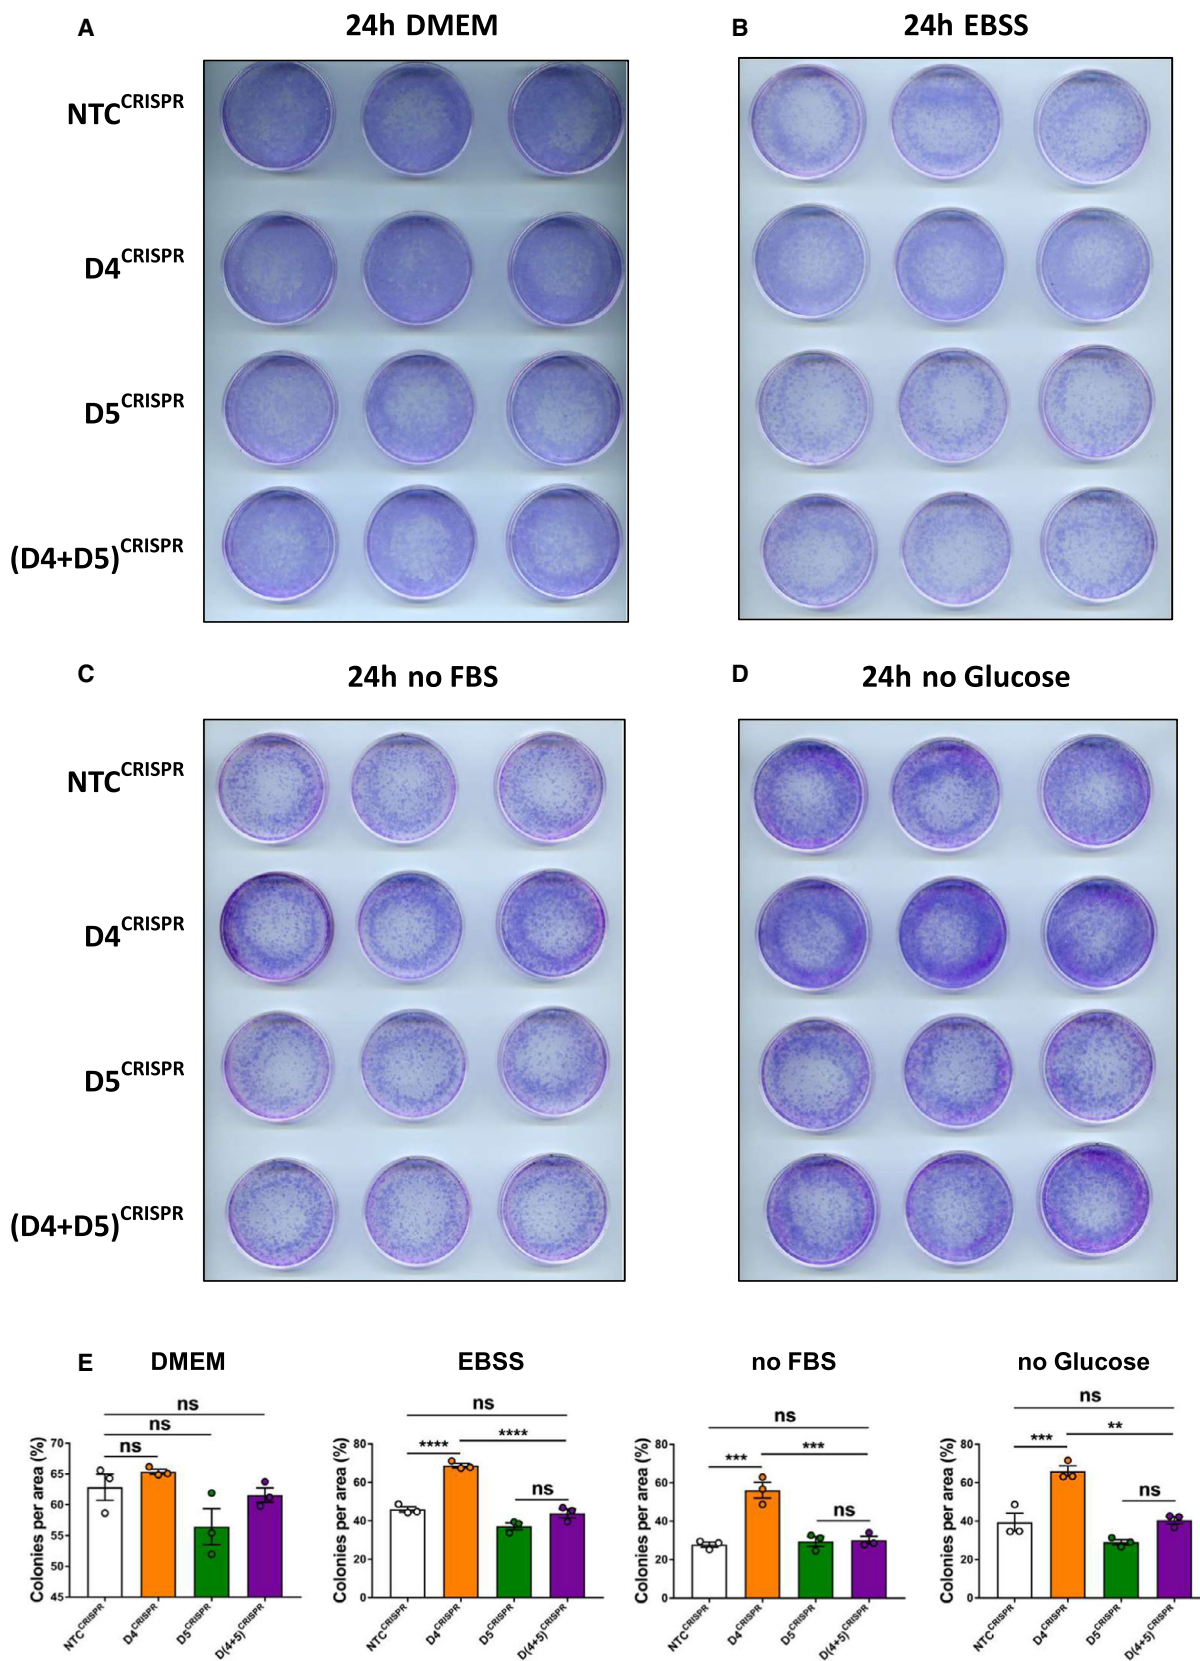 A 24h DMEM
B 24h EBSS
NTC^CRISPR
D4^CRISPR
D5^CRISPR
(D4+D5)^CRISPR
C 24h no FBS
D 24h no Glucose
NTC^CRISPR
D4^CRISPR
D5^CRISPR
(D4+D5)^CRISPR
E DMEM
Colonies per area (%)
70
65
60
55
50
45
ns
ns
ns
NTC^CRISPR
D4^CRISPR
D5^CRISPR
D(4+5)^CRISPR
EBSS
Colonies per area (%)
80
60
40
20
0
ns
****
****
ns
NTC^CRISPR
D4^CRISPR
D5^CRISPR
D(4+5)^CRISPR
no FBS
Colonies per area (%)
80
60
40
20
0
ns
***
***
ns
NTC^CRISPR
D4^CRISPR
D5^CRISPR
D(4+5)^CRISPR
no Glucose
Colonies per area (%)
80
60
40
20
0
ns
**
***
ns
NTC^CRISPR
D4^CRISPR
D5^CRISPR
D(4+5)^CRISPR